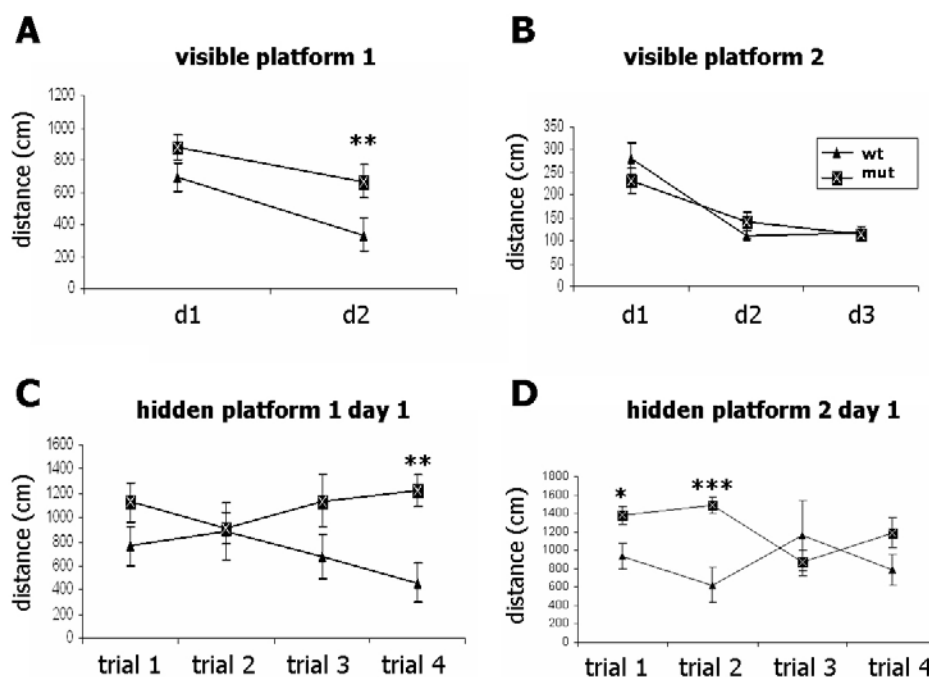 A
visible platform 1
distance (cm)
1200
1000
800
600
400
200
0
**
d1 d2
B
visible platform 2
distance (cm)
350
300
250
200
150
100
50
0
wt
mut
d1 d2 d3
C
hidden platform 1 day 1
distance (cm)
1600
1400
1200
1000
800
600
400
200
0
**
trial 1 trial 2 trial 3 trial 4
D
hidden platform 2 day 1
distance (cm)
1800
1600
1400
1200
1000
800
600
400
200
0
* ***
trial 1 trial 2 trial 3 trial 4